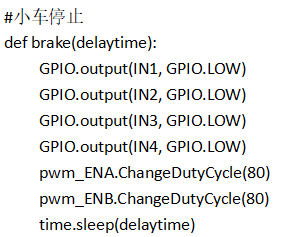 #小车停止
def brake(delaytime):
GPIO.output(IN1, GPIO.LOW)
GPIO.output(IN2, GPIO.LOW)
GPIO.output(IN3, GPIO.LOW)
GPIO.output(IN4, GPIO.LOW)
pwm_ENA.ChangeDutyCycle(80)
pwm_ENB.ChangeDutyCycle(80)
time.sleep(delaytime)